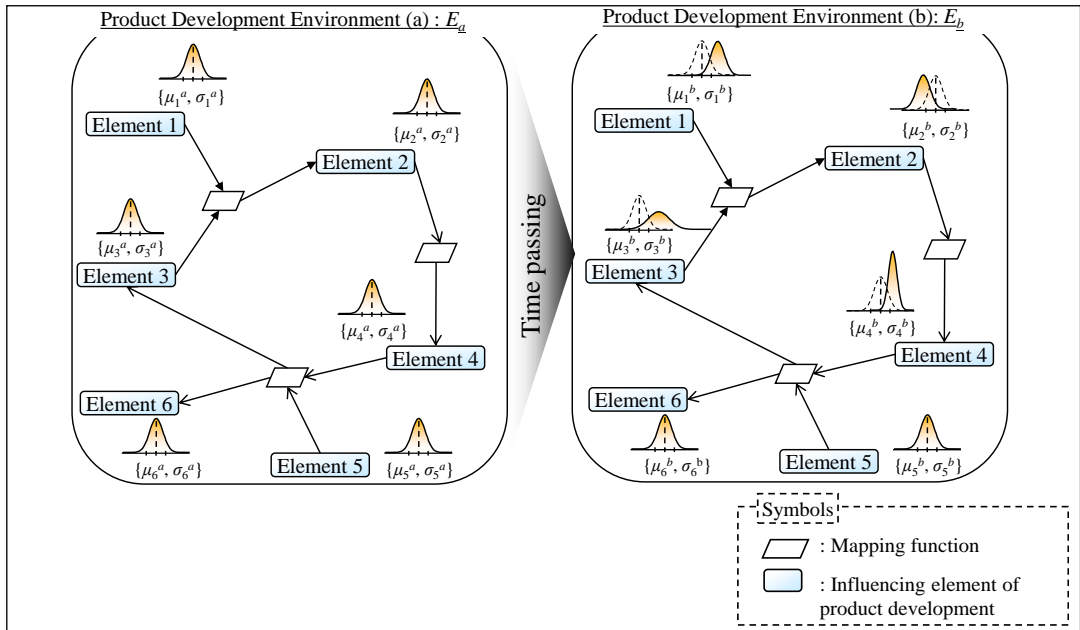 Product Development Environment (a) : E_a
Product Development Environment (b): E_b
{μ₁ᵃ, σ₁ᵃ}
Element 1
{μ₂ᵃ, σ₂ᵃ}
Element 2
{μ₃ᵃ, σ₃ᵃ}
Element 3
{μ₄ᵃ, σ₄ᵃ}
Element 4
Element 6
{μ₆ᵃ, σ₆ᵃ}
Element 5
{μ₅ᵃ, σ₅ᵃ}
Time passing
{μ₁ᵇ, σ₁ᵇ}
Element 1
{μ₂ᵇ, σ₂ᵇ}
Element 2
{μ₃ᵇ, σ₃ᵇ}
Element 3
{μ₄ᵇ, σ₄ᵇ}
Element 4
Element 6
{μ₆ᵇ, σ₆ᵇ}
Element 5
{μ₅ᵇ, σ₅ᵇ}
Symbols
: Mapping function
: Influencing element of
product development